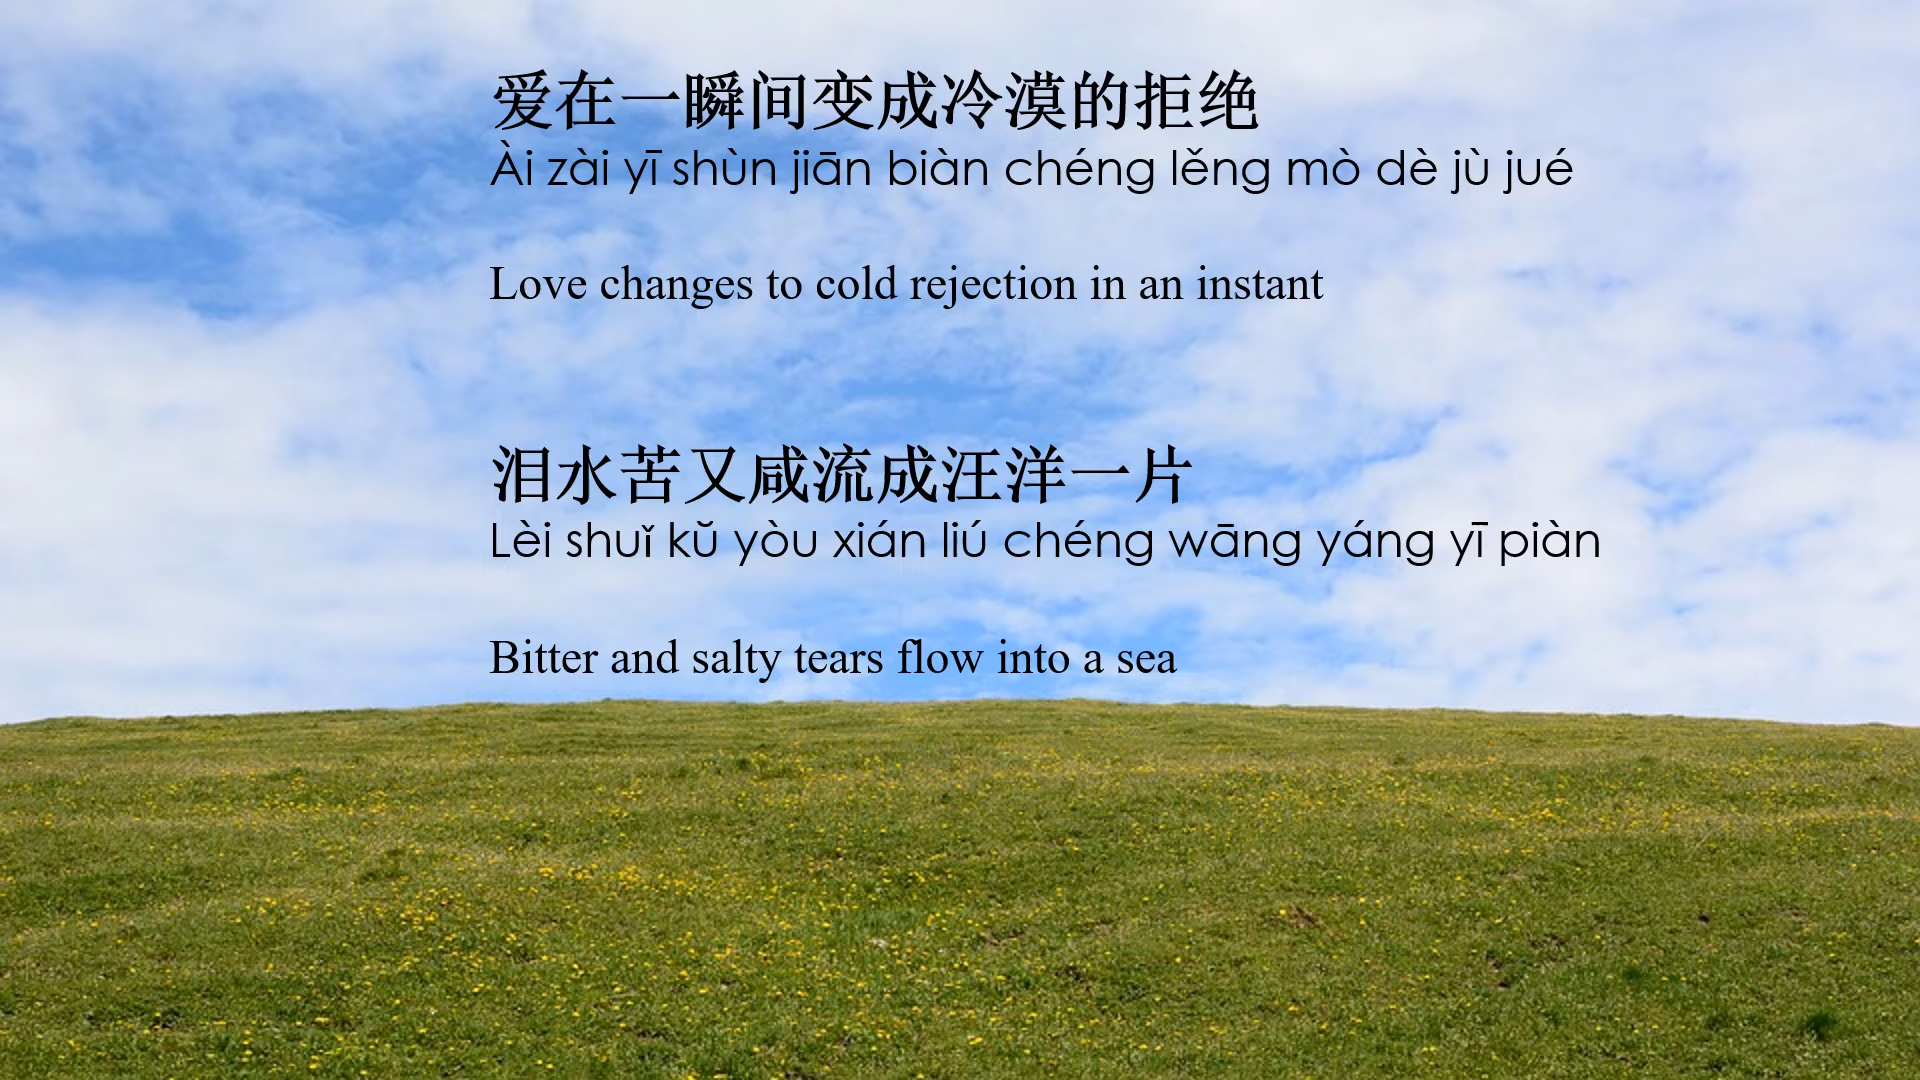 爱在一瞬间变成冷漠的拒绝
Ài zài yī shùn jiān biàn chéng lěng mò dè jù jué
Love changes to cold rejection in an instant
泪水苦又咸流成汪洋一片
Lèi shuǐ kŭ yòu xián liú chéng wāng yáng yī piàn
Bitter and salty tears flow into a sea